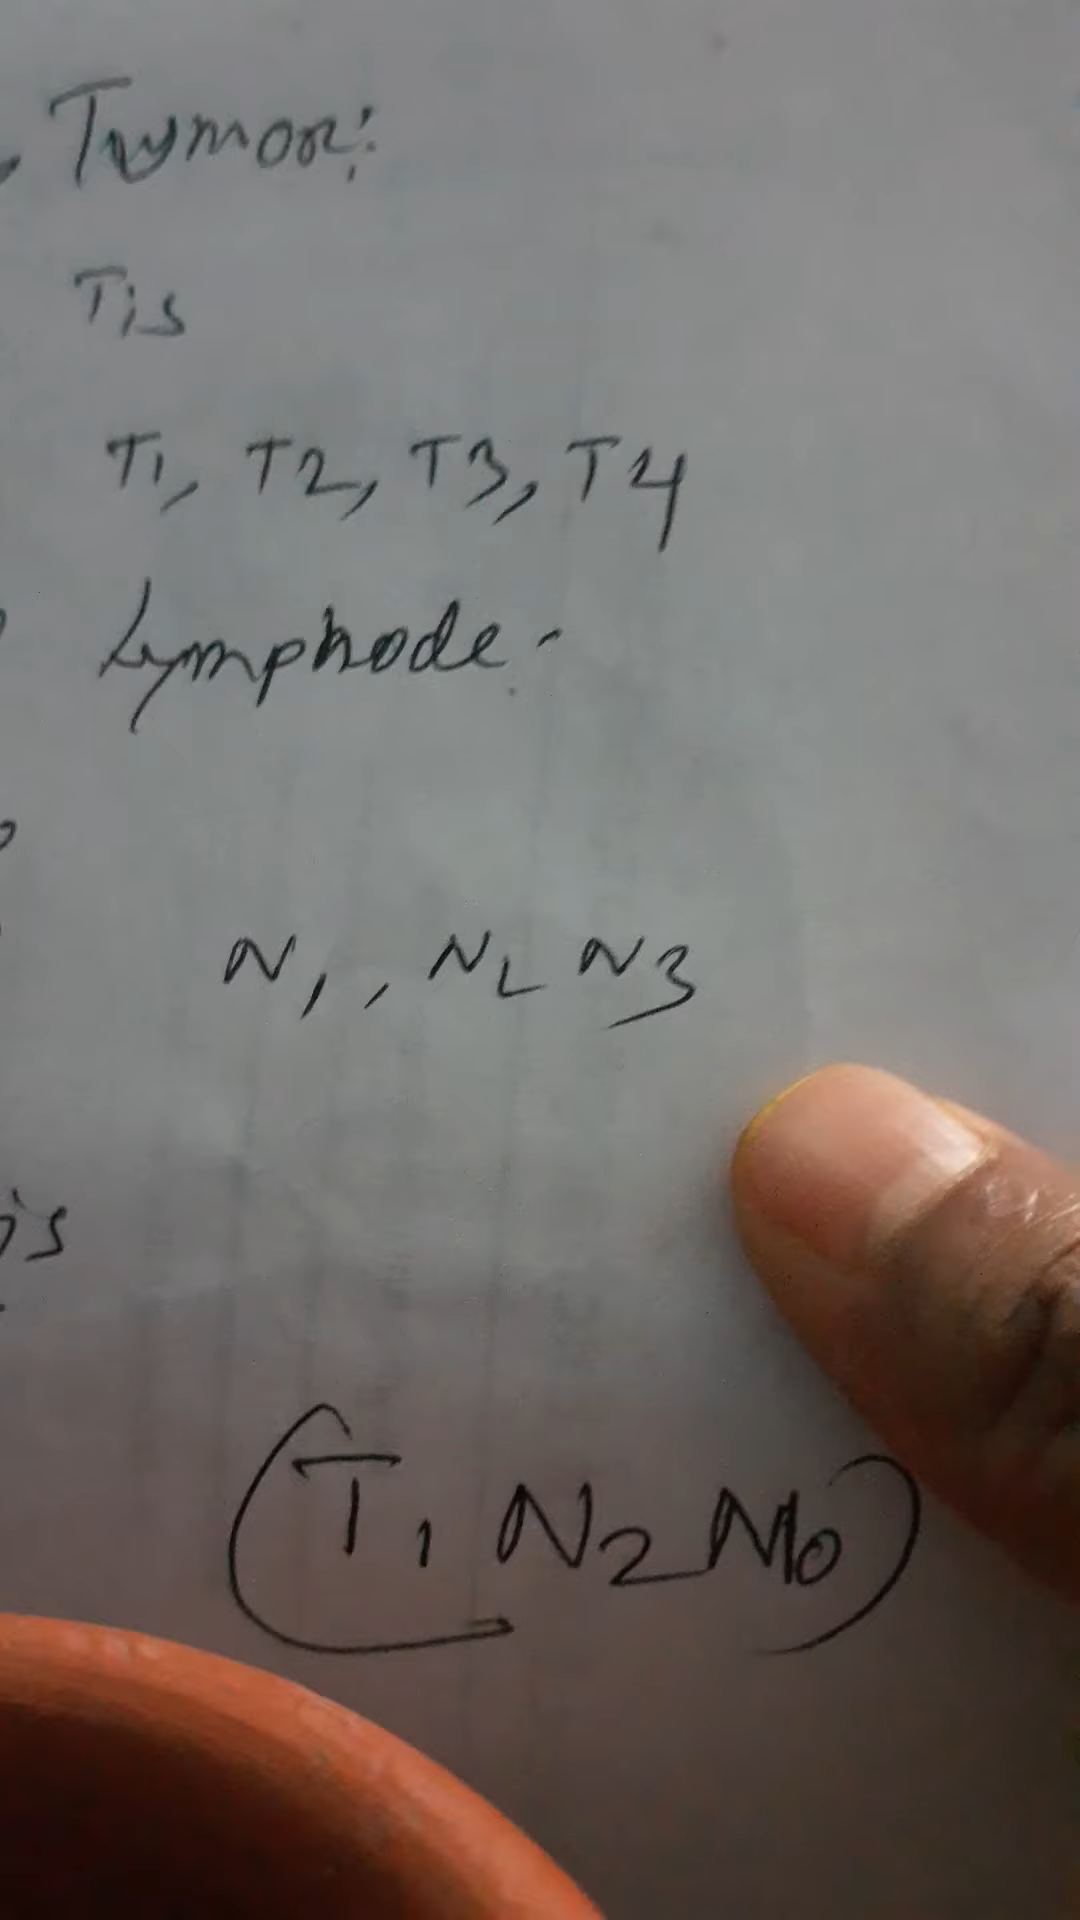 Tumor:
Tis
T1, T2, T3, T4
Lymphode -
N1,, N2 N3
is
(T1 N2 M0)